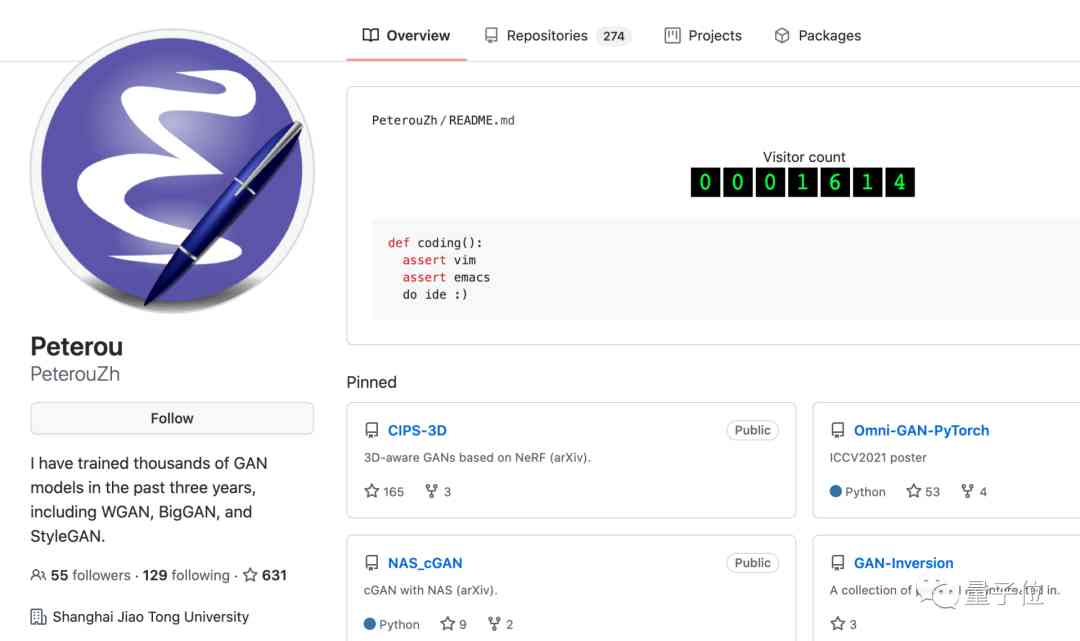 Overview Repositories 274 Projects Packages
PeterouZh/README.md
Visitor count
0 0 0 1 6 1 4
def coding():
assert vim
assert emacs
do ide :)
Peterou
PeterouZh
Follow
I have trained thousands of GAN
models in the past three years,
including WGAN, BigGAN, and
StyleGAN.
55 followers · 129 following · 631
Shanghai Jiao Tong University
Pinned
CIPS-3D Public
3D-aware GANs based on NeRF (arXiv).
165 3
Omni-GAN-PyTorch
ICCV2021 poster
Python 53 4
NAS_cGAN Public
cGAN with NAS (arXiv).
Python 9 2
GAN-Inversion
A collection of in.
3
量子位